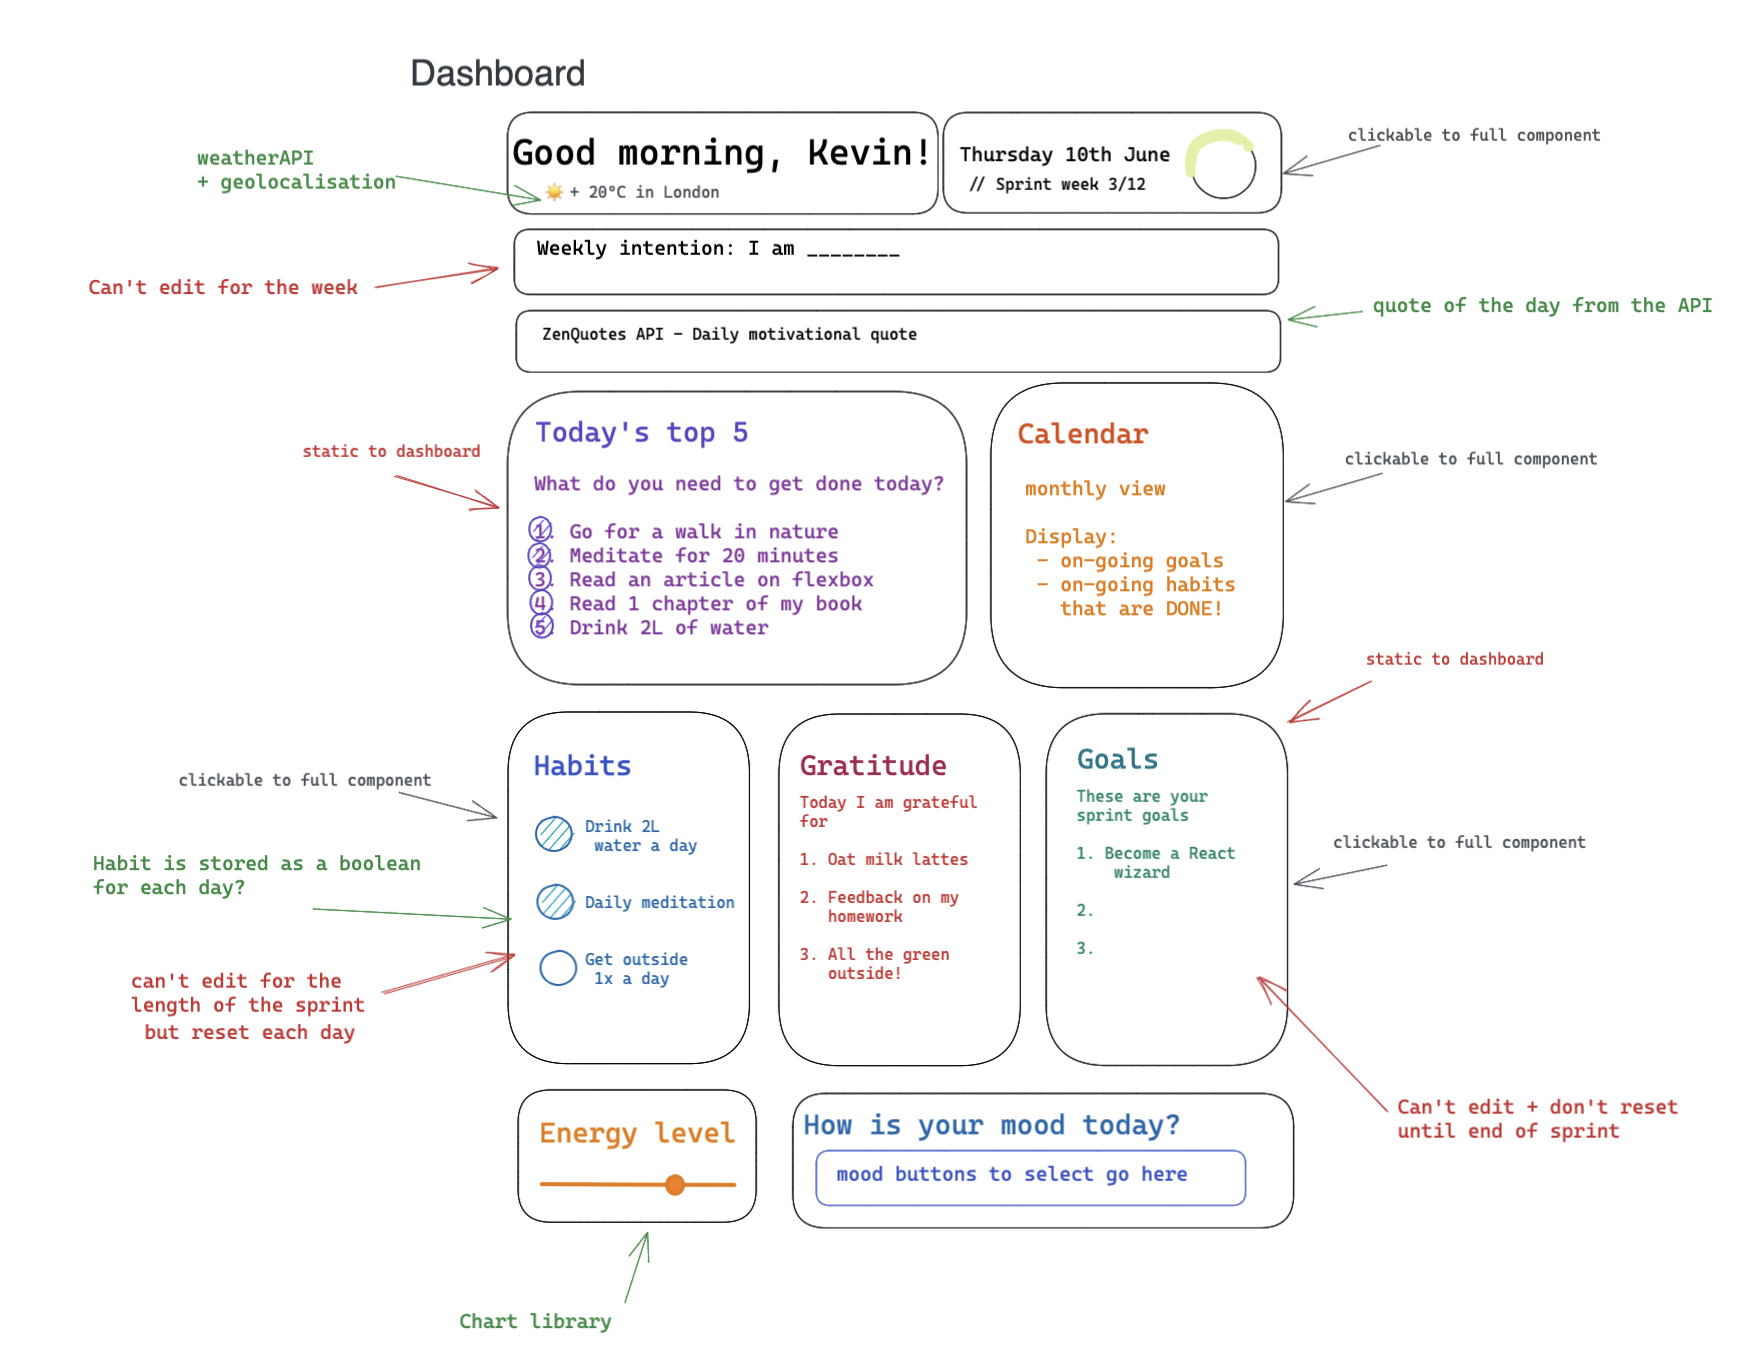 Dashboard
Good morning, Kevin!
+ 20°C in London
Thursday 10th June
// Sprint week 3/12
clickable to full component
weatherAPI
+ geolocalisation
Weekly intention: I am ________
Can't edit for the week
ZenQuotes API - Daily motivational quote
quote of the day from the API
static to dashboard
Today's top 5
What do you need to get done today?
1. Go for a walk in nature
2. Meditate for 20 minutes
3. Read an article on flexbox
4. Read 1 chapter of my book
5. Drink 2L of water
Calendar
monthly view
Display:
- on-going goals
- on-going habits
that are DONE!
clickable to full component
static to dashboard
clickable to full component
Habit is stored as a boolean
for each day?
can't edit for the
length of the sprint
but reset each day
Habits
Drink 2L
water a day
Daily meditation
Get outside
1x a day
Gratitude
Today I am grateful
for
1. Oat milk lattes
2. Feedback on my
homework
3. All the green
outside!
Goals
These are your
sprint goals
1. Become a React
wizard
2.
3.
clickable to full component
Can't edit + don't reset
until end of sprint
Energy level
How is your mood today?
mood buttons to select go here
Chart library